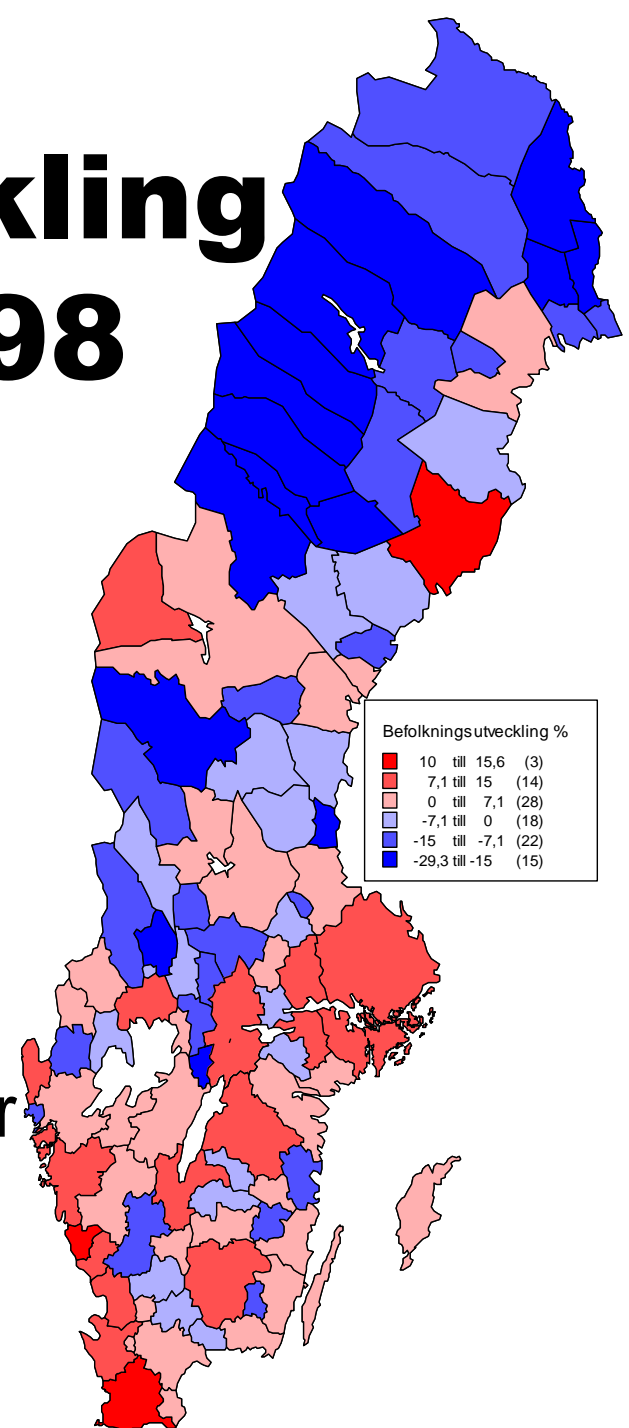 kling
98
Befolkningsutveckling %
10 till 15,6 (3)
7,1 till 15 (14)
0 till 7,1 (28)
-7,1 till 0 (18)
-15 till -7,1 (22)
-29,3 till -15 (15)
r